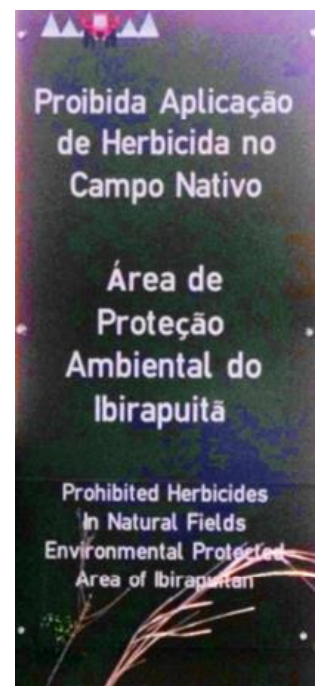 Proibida Aplicação
de Herbicida no
Campo Nativo
Área de
Proteção
Ambiental do
Ibirapuitã
Prohibited Herbicides
In Natural Fields
Environmental Protected
Area of Ibirapuitan